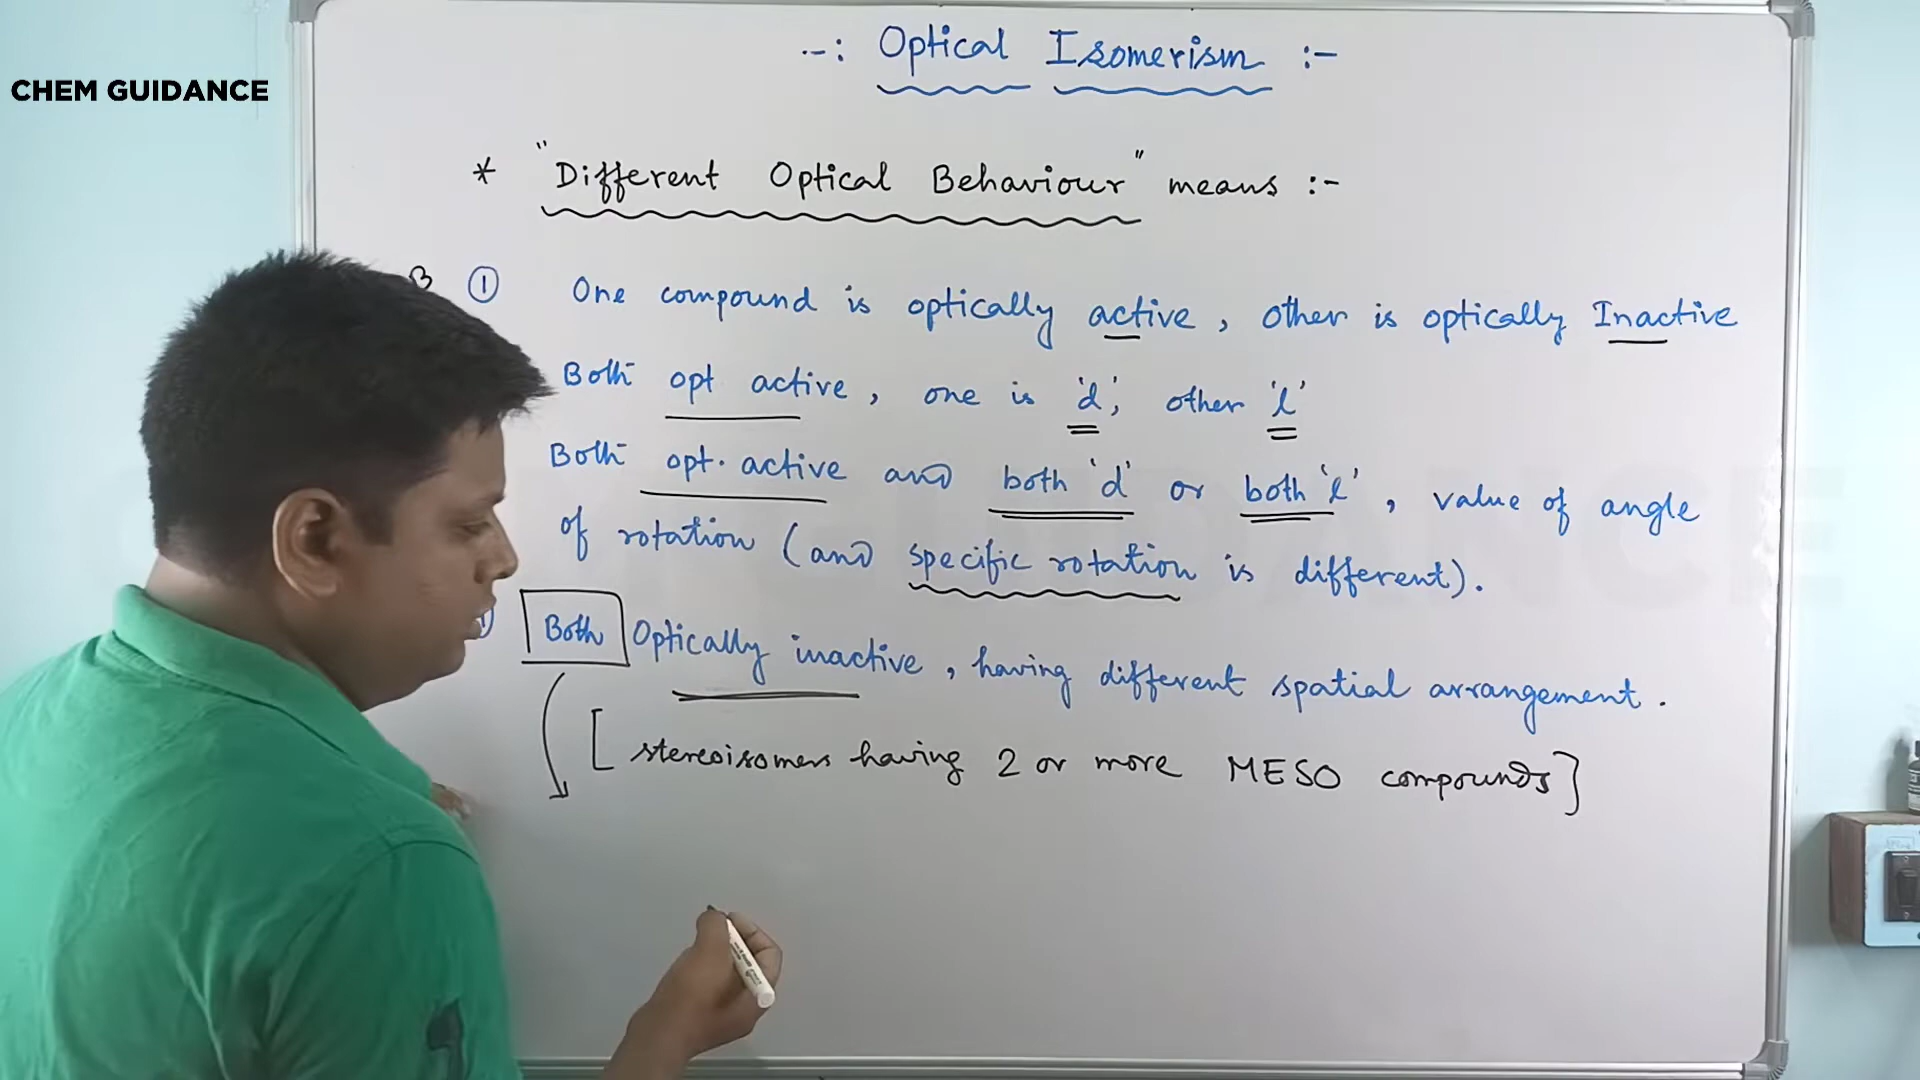 CHEM GUIDANCE
-: Optical Isomerism :-
* "Different Optical Behaviour" means :-
① One compound is optically active, other is optically Inactive
Both opt active, one is 'd', other 'l'
Both opt. active and both 'd' or both 'l', value of angle
of rotation (and specific rotation is different).
Both Optically inactive, having different spatial arrangement.
[stereoisomers having 2 or more MESO compounds]